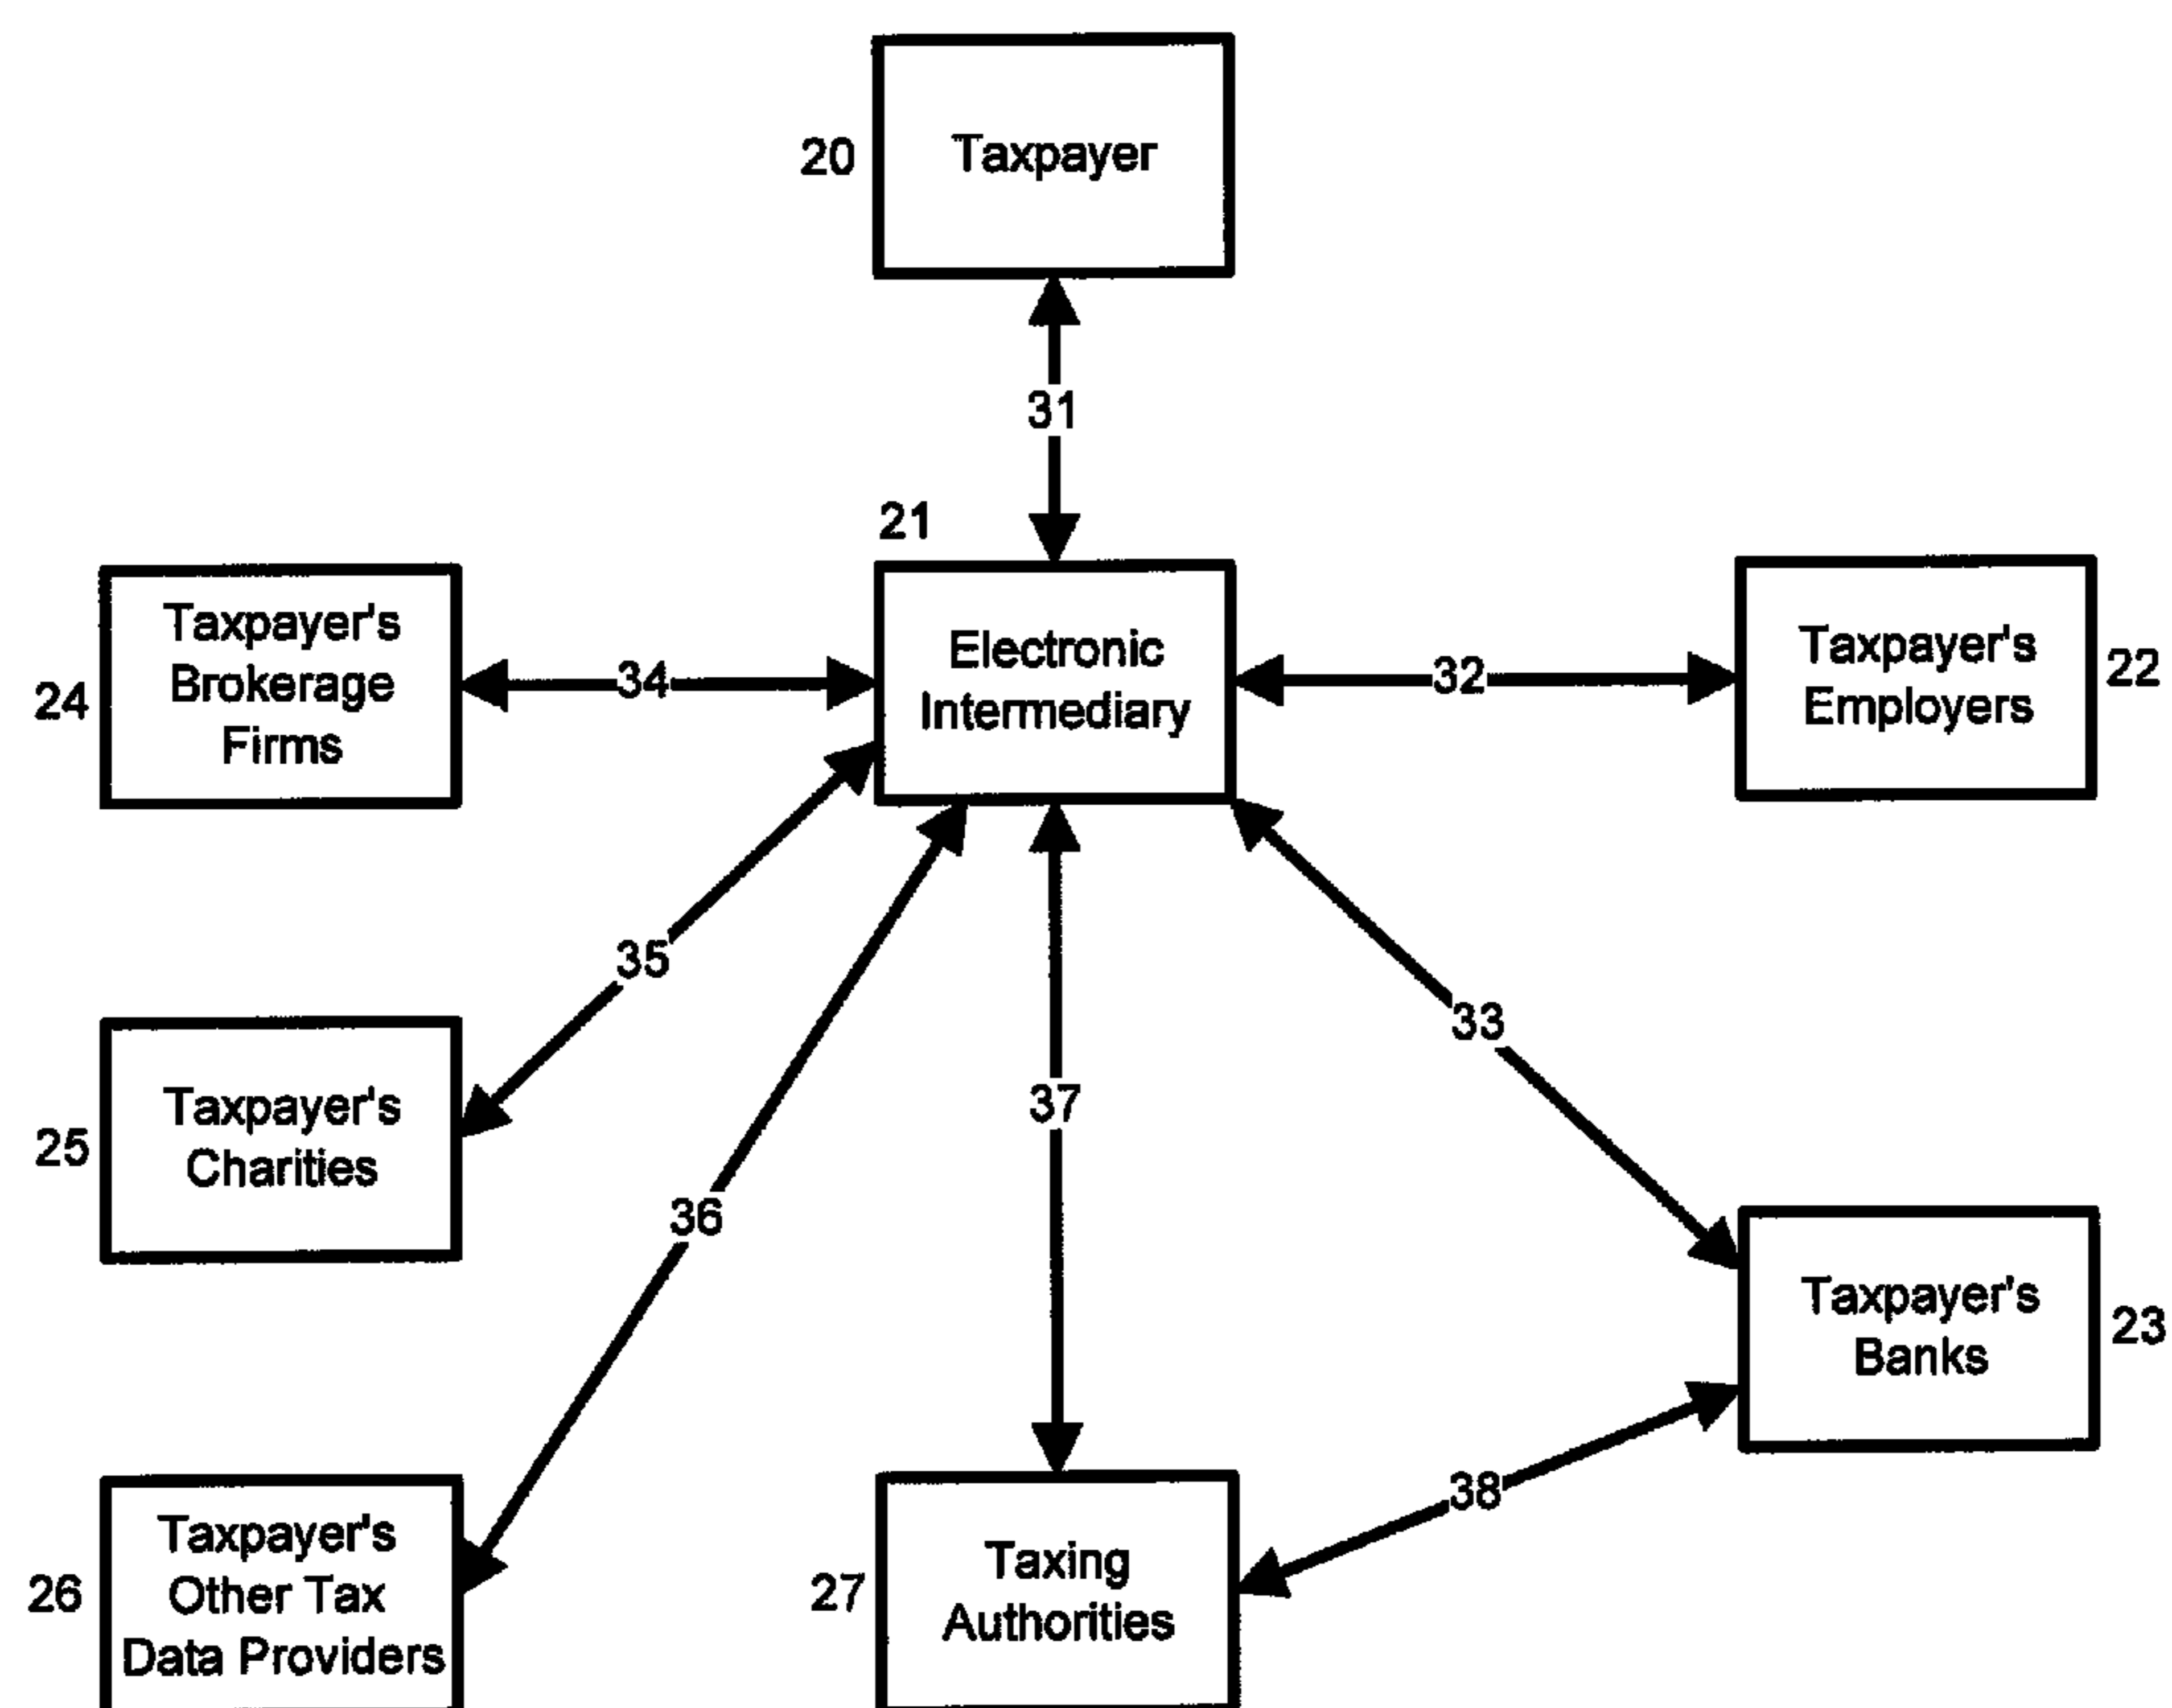 20
Taxpayer
31
21
Electronic
Intermediary
24
Taxpayer's
Brokerage
Firms
34
32
Taxpayer's
Employers
22
35
33
25
Taxpayer's
Charities
37
36
Taxpayer's
Banks
23
38
26
Taxpayer's
Other Tax
Data Providers
27
Taxing
Authorities